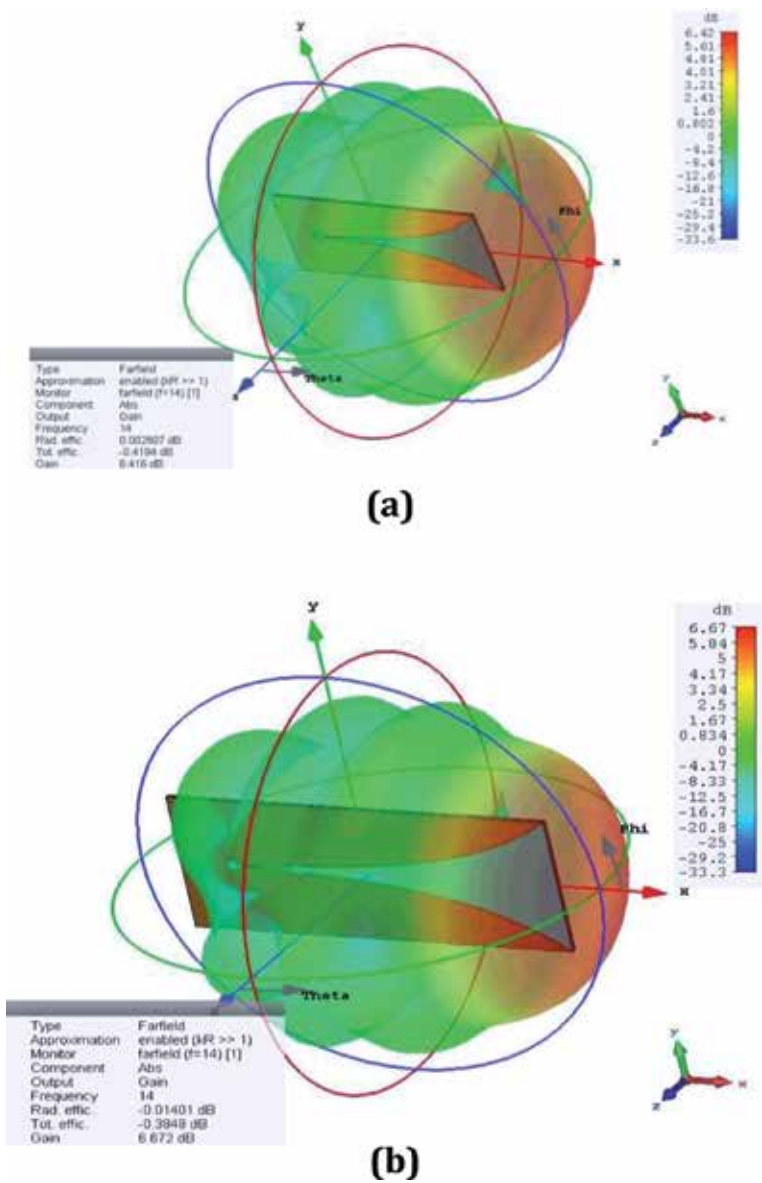 y
dB
6.42
5.61
4.81
4.01
3.21
2.41
1.6
0.802
0
-4.2
-8.4
-12.6
-16.8
-21
-25.2
-29.4
-33.6
Phi
x
Type Farfield
Approximation enabled (kR >> 1)
Monitor farfield (f=14) [1]
Component Abs
Output Gain
Frequency 14
Rad. effic. 0.002607 dB
Tot. effic. -0.4194 dB
Gain 6.416 dB
Theta
y
x
z
(a)
y
dB
6.67
5.84
5
4.17
3.34
2.5
1.67
0.834
0
-4.17
-8.33
-12.5
-16.7
-20.8
-25
-29.2
-33.3
Phi
x
Theta
Type Farfield
Approximation enabled (kR >> 1)
Monitor farfield (f=14) [1]
Component Abs
Output Gain
Frequency 14
Rad. effic. -0.01401 dB
Tot. effic. -0.3848 dB
Gain 6.672 dB
y
x
z
(b)